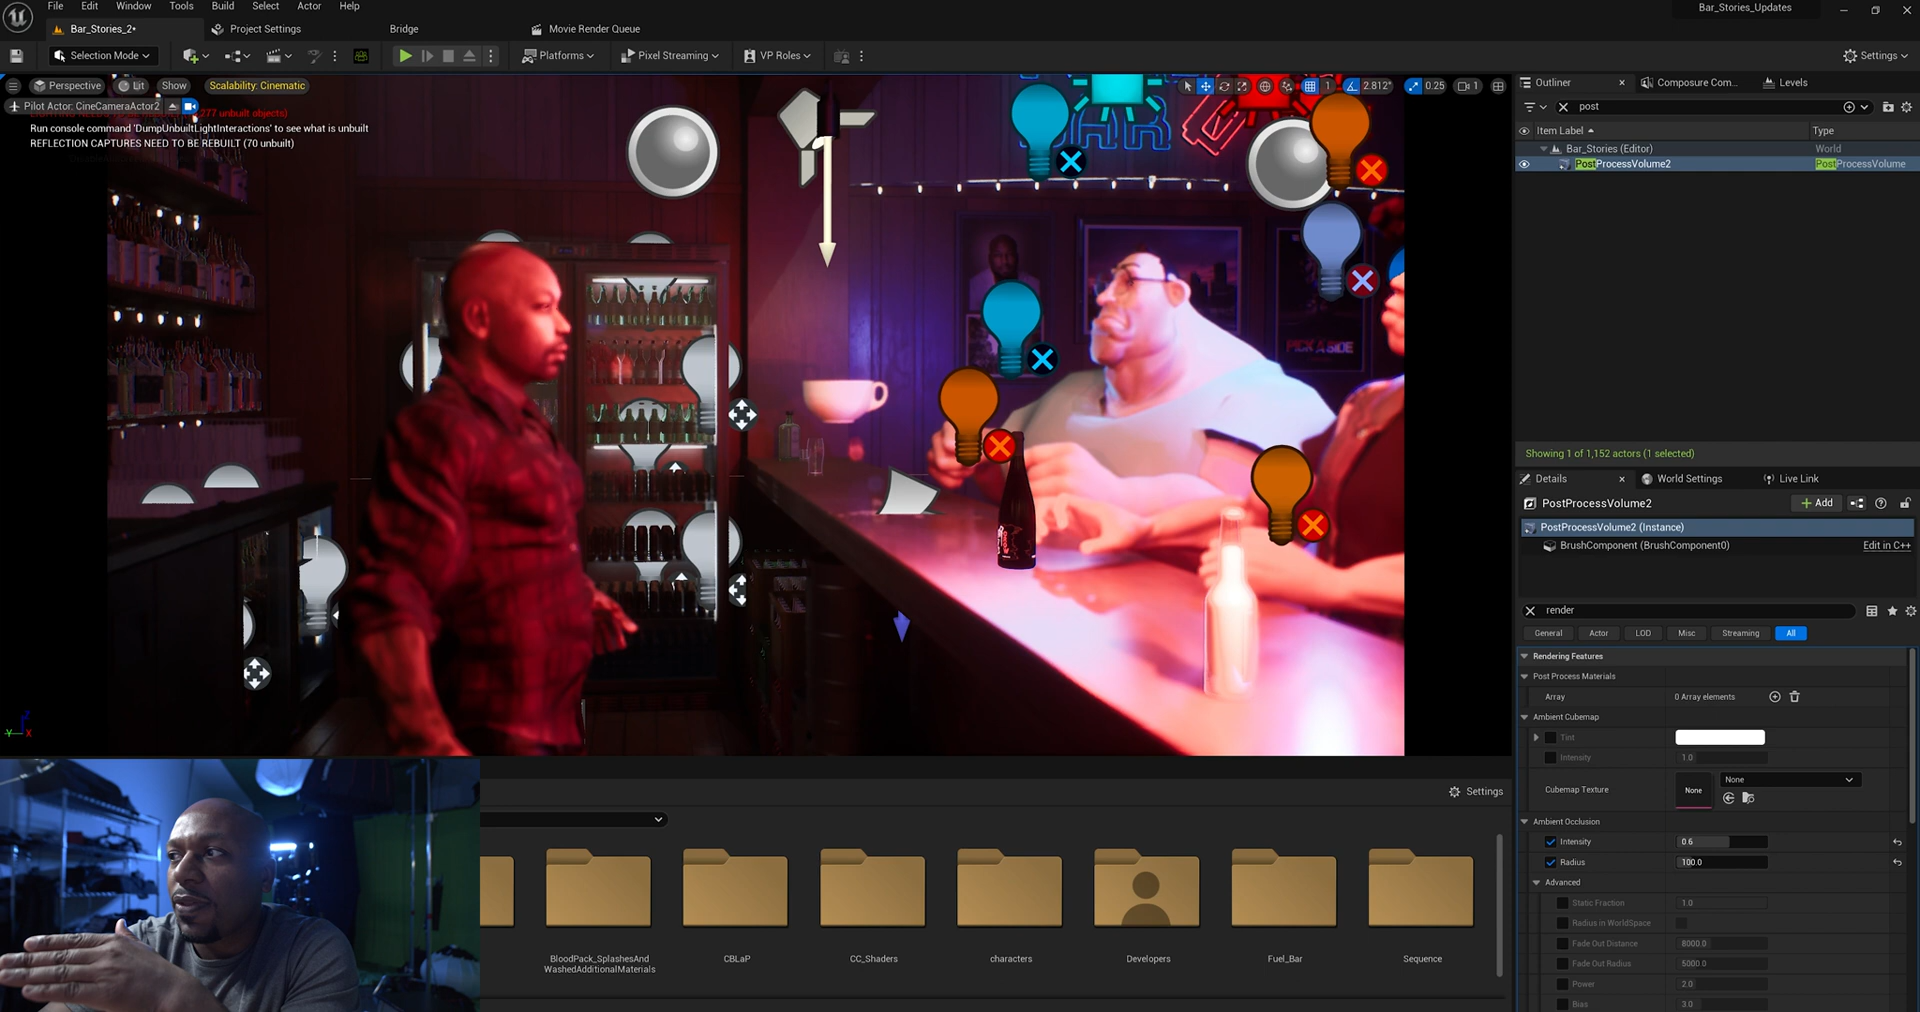 File Edit Window Tools Build Select Actor Help
Bar_Stories_Updates
Bar_Stories_2•
Project Settings
Bridge
Movie Render Queue
Selection Mode
Platforms
Pixel Streaming
VP Roles
Settings
Perspective
Lit
Show
Scalability: Cinematic
1
2.812°
0.25
1
Pilot Actor: CineCameraActor2
277 unbuilt objects)
Run console command 'DumpUnbuiltLightInteractions' to see what is unbuilt
REFLECTION CAPTURES NEED TO BE REBUILT (70 unbuilt)
PICK A SIDE
Outliner
Composure Com...
Levels
post
Item Label
Type
Bar_Stories (Editor)
World
PostProcessVolume2
PostProcessVolume
Showing 1 of 1,152 actors (1 selected)
Details
World Settings
Live Link
PostProcessVolume2
Add
PostProcessVolume2 (Instance)
BrushComponent (BrushComponent0)
Edit in C++
render
General
Actor
LOD
Misc
Streaming
All
Rendering Features
Post Process Materials
Array
0 Array elements
Ambient Cubemap
Tint
Intensity
1.0
Cubemap Texture
None
None
Ambient Occlusion
Intensity
0.6
Radius
100.0
Advanced
Static Fraction
1.0
Radius in WorldSpace
Fade Out Distance
8000.0
Fade Out Radius
5000.0
Power
2.0
Bias
3.0
Settings
BloodPack_SplashesAnd
WashedAdditionalMaterials
CBLaP
CC_Shaders
characters
Developers
Fuel_Bar
Sequence
Y
Z
X